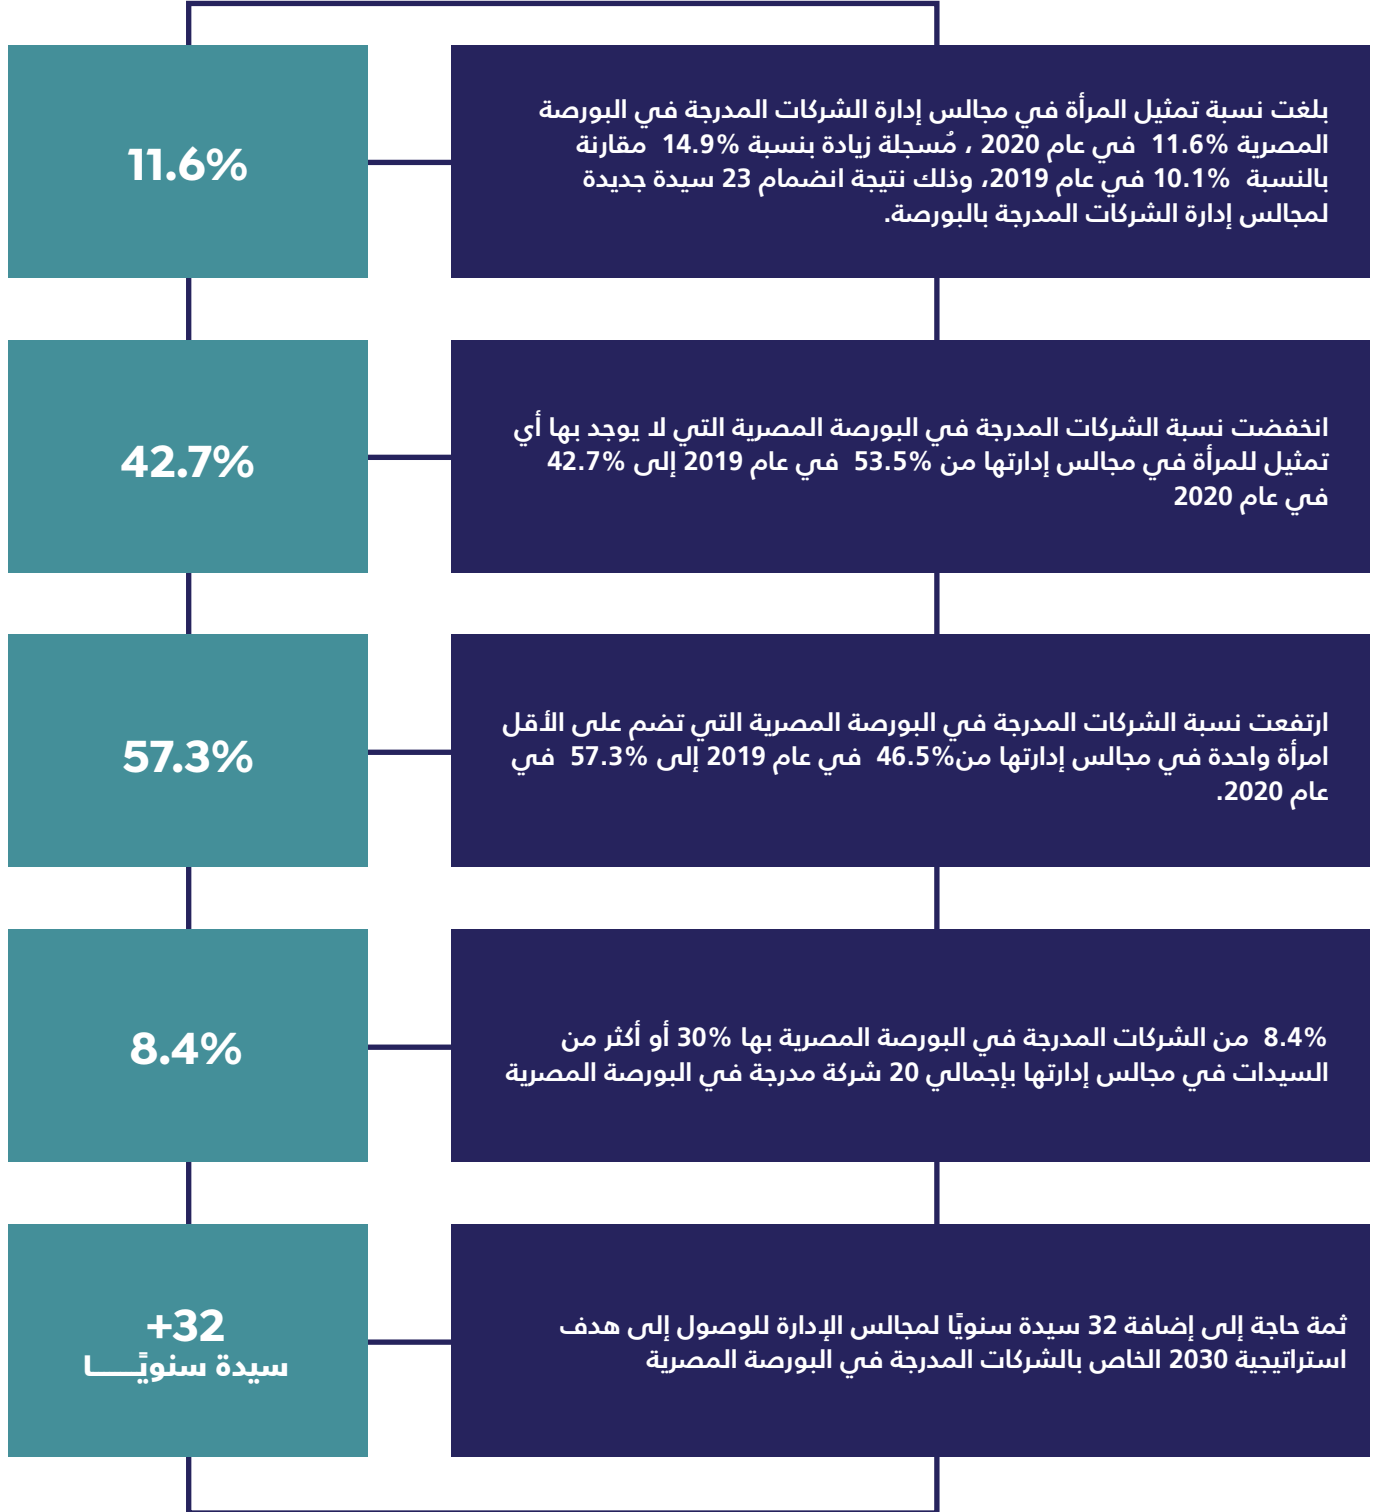 بلغت نسبة تمثيل المرأة في مجالس إدارة الشركات المدرجة في البورصة
المصرية 11.6% في عام 2020 ، مُسجلة زيادة بنسبة 14.9% مقارنة
بالنسبة 10.1% في عام 2019، وذلك نتيجة انضمام 23 سيدة جديدة
لمجالس إدارة الشركات المدرجة بالبورصة.
11.6%
انخفضت نسبة الشركات المدرجة في البورصة المصرية التي لا يوجد بها أي
تمثيل للمرأة في مجالس إدارتها من 53.5% في عام 2019 إلى 42.7%
في عام 2020
42.7%
ارتفعت نسبة الشركات المدرجة في البورصة المصرية التي تضم على الأقل
امرأة واحدة في مجالس إدارتها من46.5% في عام 2019 إلى 57.3% في
عام 2020.
57.3%
8.4% من الشركات المدرجة في البورصة المصرية بها 30% أو أكثر من
السيدات في مجالس إدارتها بإجمالي 20 شركة مدرجة في البورصة المصرية
8.4%
ثمة حاجة إلى إضافة 32 سيدة سنويًا لمجالس الإدارة للوصول إلى هدف
استراتيجية 2030 الخاص بالشركات المدرجة في البورصة المصرية
+32
سيدة سنويًـــــا